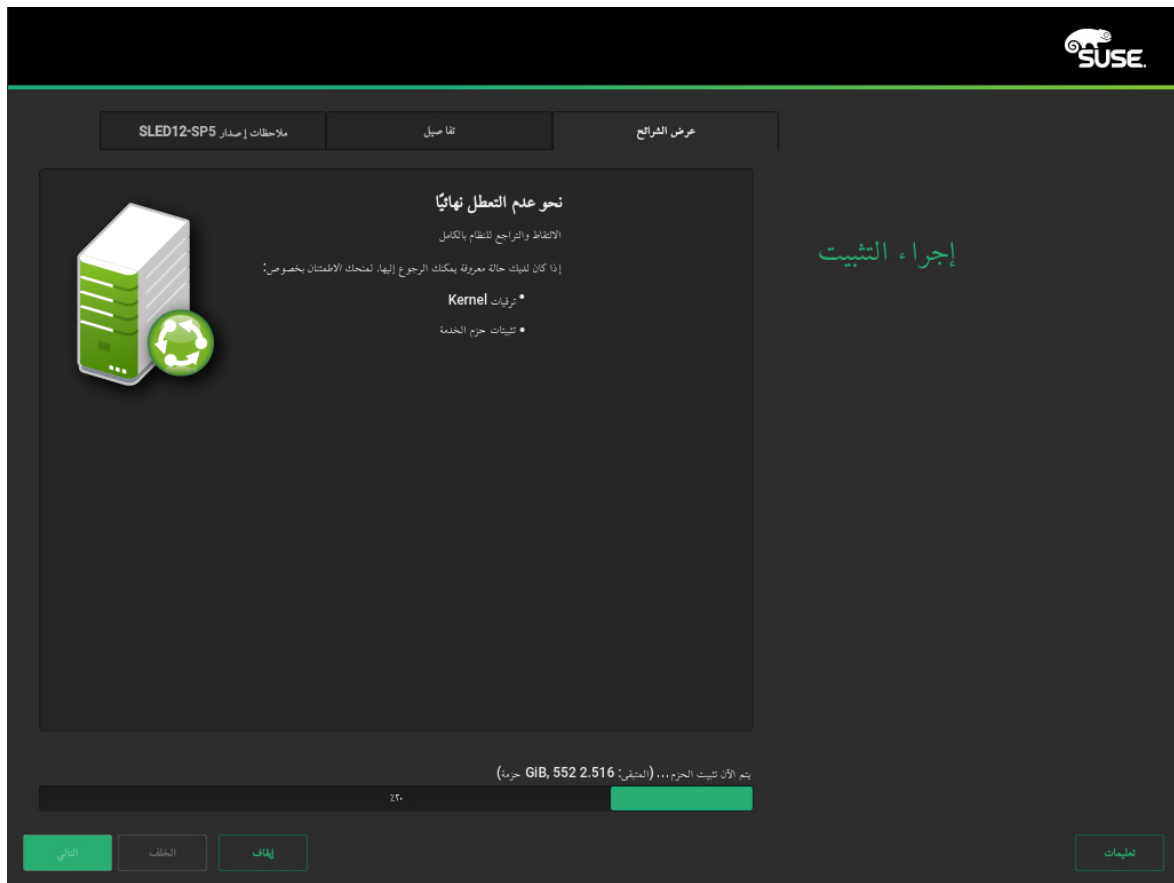 SUSE.
عرض الشرائح
تفاصيل
ملاحظات إصدار SLED12-SP5
إجراء التثبيت
نحو عدم التعطل نهائيًا
الالتقاط والتراجع للنظام بالكامل
إذا كان لديك حالة معروفة يمكنك الرجوع إليها. لمنحك الاطمئنان بخصوص:
• ترقيات Kernel
• تثبيتات حزم الخدمة
يتم الآن تثبيت الحزم... (المتبقى: 2.516 GiB, 552 حزمة)
٢٠٪
تعليمات
إيقاف
الخلف
التالي